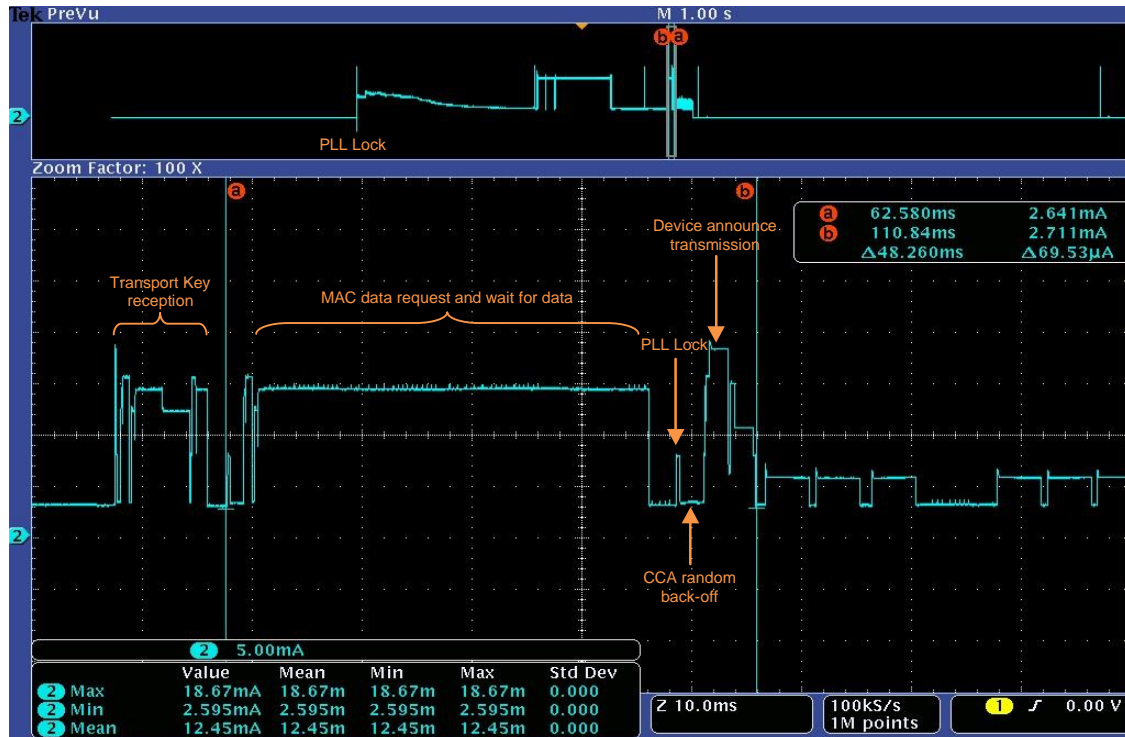 Tek PreVu M 1.00 s
b a
2
PLL Lock
Zoom Factor: 100 X
a b
a 62.580ms 2.641mA
b 110.84ms 2.711mA
Δ48.260ms Δ69.53µA
Device announce
transmission
Transport Key
reception
MAC data request and wait for data
PLL Lock
2
CCA random
back-off
2 5.00mA
Value Mean Min Max Std Dev
2 Max 18.67mA 18.67m 18.67m 18.67m 0.000
2 Min 2.595mA 2.595m 2.595m 2.595m 0.000
2 Mean 12.45mA 12.45m 12.45m 12.45m 0.000
Z 10.0ms
100kS/s
1M points
1 0.00 V